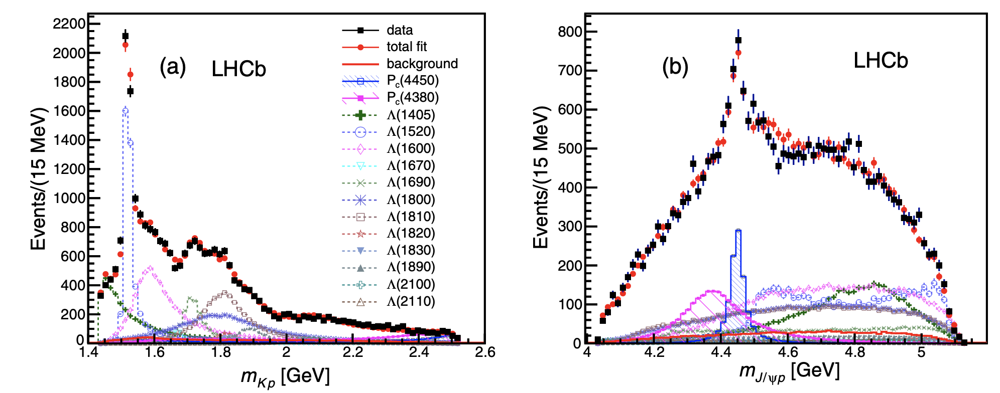 2200
2000
1800
1600
1400
1200
1000
800
600
400
200
0
Events/(15 MeV)
(a)
LHCb
data
total fit
background
Pc(4450)
Pc(4380)
Λ(1405)
Λ(1520)
Λ(1600)
Λ(1670)
Λ(1690)
Λ(1800)
Λ(1810)
Λ(1820)
Λ(1830)
Λ(1890)
Λ(2100)
Λ(2110)
1.4 1.6 1.8 2 2.2 2.4 2.6
mKp [GeV]
800
700
600
500
400
300
200
100
0
Events/(15 MeV)
(b)
LHCb
4 4.2 4.4 4.6 4.8 5
mJ/ψp [GeV]